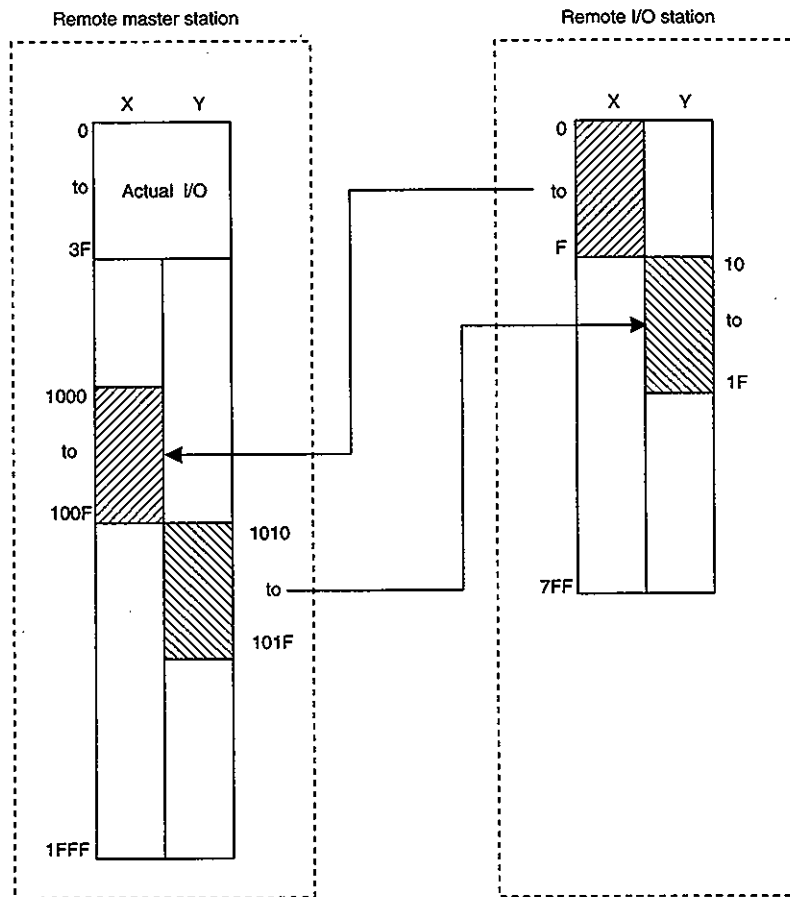 Remote master station
X Y
0
to
3F
Actual I/O
1000
to
100F
1010
to
101F
1FFF
Remote I/O station
X Y
0
to
F
10
to
1F
7FF